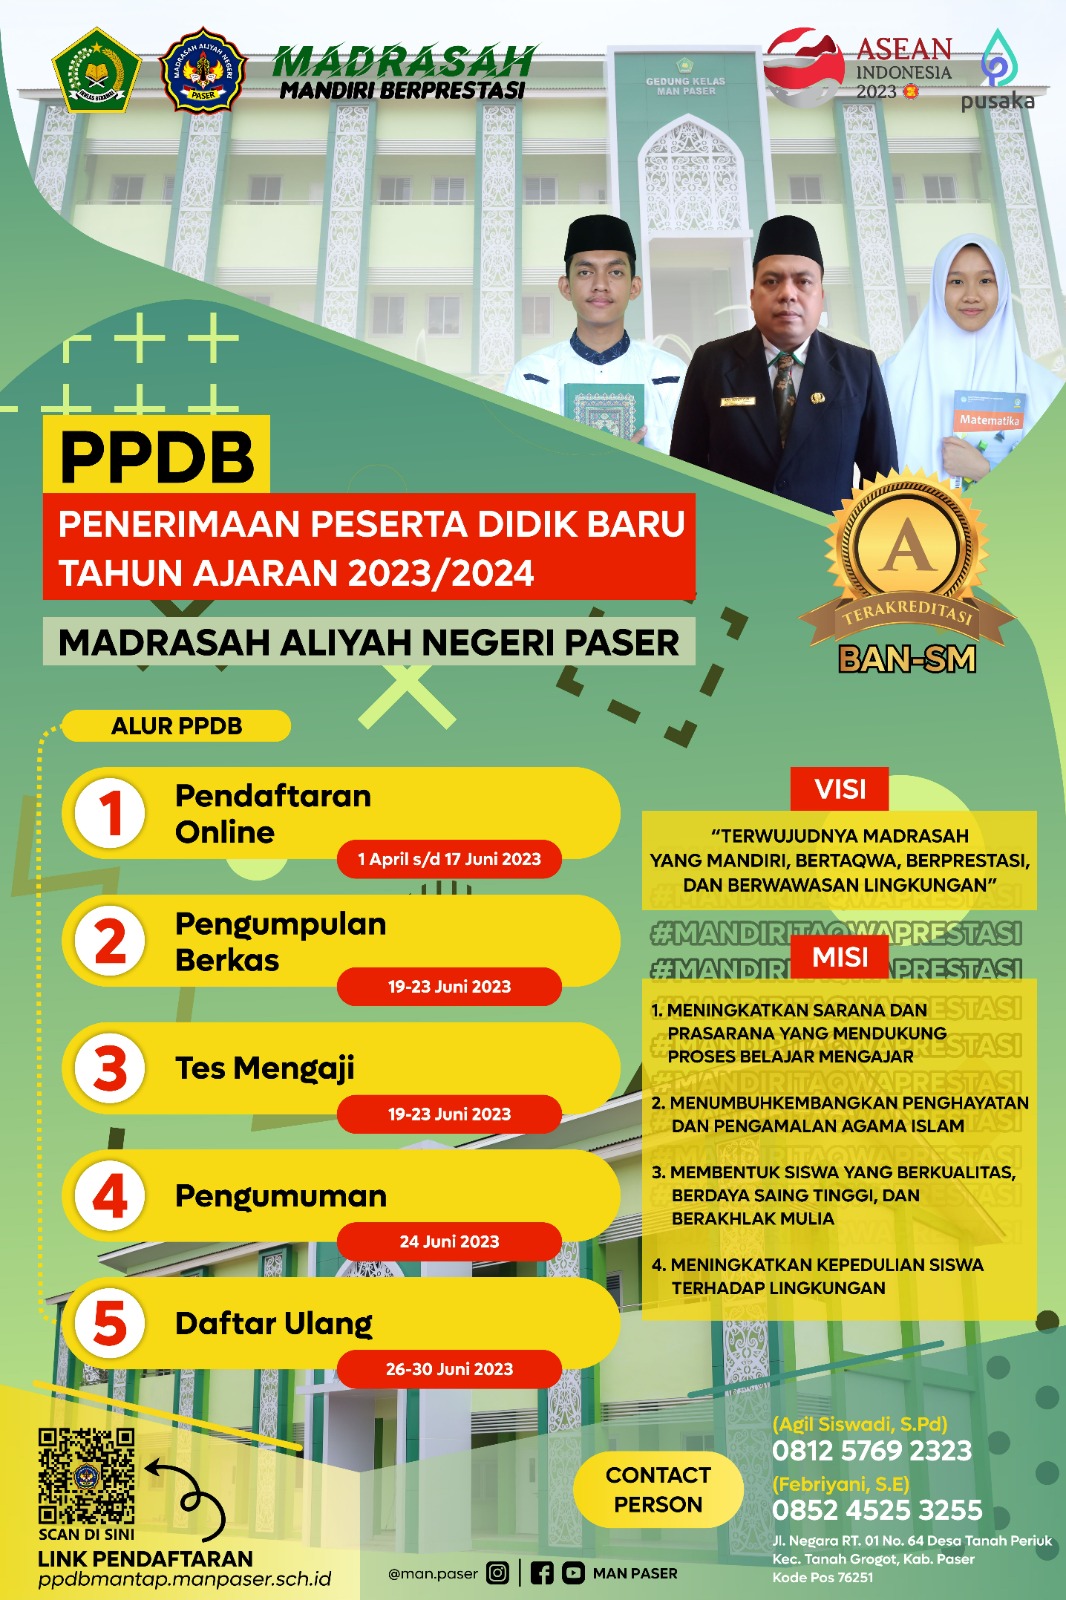 MADRASAH
MANDIRI BERPRESTASI
MADRASAH ALIYAH NEGERI
PASER
ASEAN
INDONESIA
2023
pusaka
GEDUNG KELAS
MAN PASER
Matematika
PPDB
PENERIMAAN PESERTA DIDIK BARU
TAHUN AJARAN 2023/2024
MADRASAH ALIYAH NEGERI PASER
A
TERAKREDITASI
BAN-SM
ALUR PPDB
1
Pendaftaran
Online
1 April s/d 17 Juni 2023
2
Pengumpulan
Berkas
19-23 Juni 2023
3
Tes Mengaji
19-23 Juni 2023
4
Pengumuman
24 Juni 2023
5
Daftar Ulang
26-30 Juni 2023
VISI
“TERWUJUDNYA MADRASAH
YANG MANDIRI, BERTAQWA, BERPRESTASI,
DAN BERWAWASAN LINGKUNGAN”
#MANDIRITAQWAPRESTASI
MISI
1. MENINGKATKAN SARANA DAN
PRASARANA YANG MENDUKUNG
PROSES BELAJAR MENGAJAR
2. MENUMBUHKEMBANGKAN PENGHAYATAN
DAN PENGAMALAN AGAMA ISLAM
3. MEMBENTUK SISWA YANG BERKUALITAS,
BERDAYA SAING TINGGI, DAN
BERAKHLAK MULIA
4. MENINGKATKAN KEPEDULIAN SISWA
TERHADAP LINGKUNGAN
SCAN DI SINI
LINK PENDAFTARAN
ppdbmantap.manpaser.sch.id
@man.paser
MAN PASER
CONTACT
PERSON
(Agil Siswadi, S.Pd)
0812 5769 2323
(Febriyani, S.E)
0852 4525 3255
Jl. Negara RT. 01 No. 64 Desa Tanah Periuk
Kec. Tanah Grogot, Kab. Paser
Kode Pos 76251